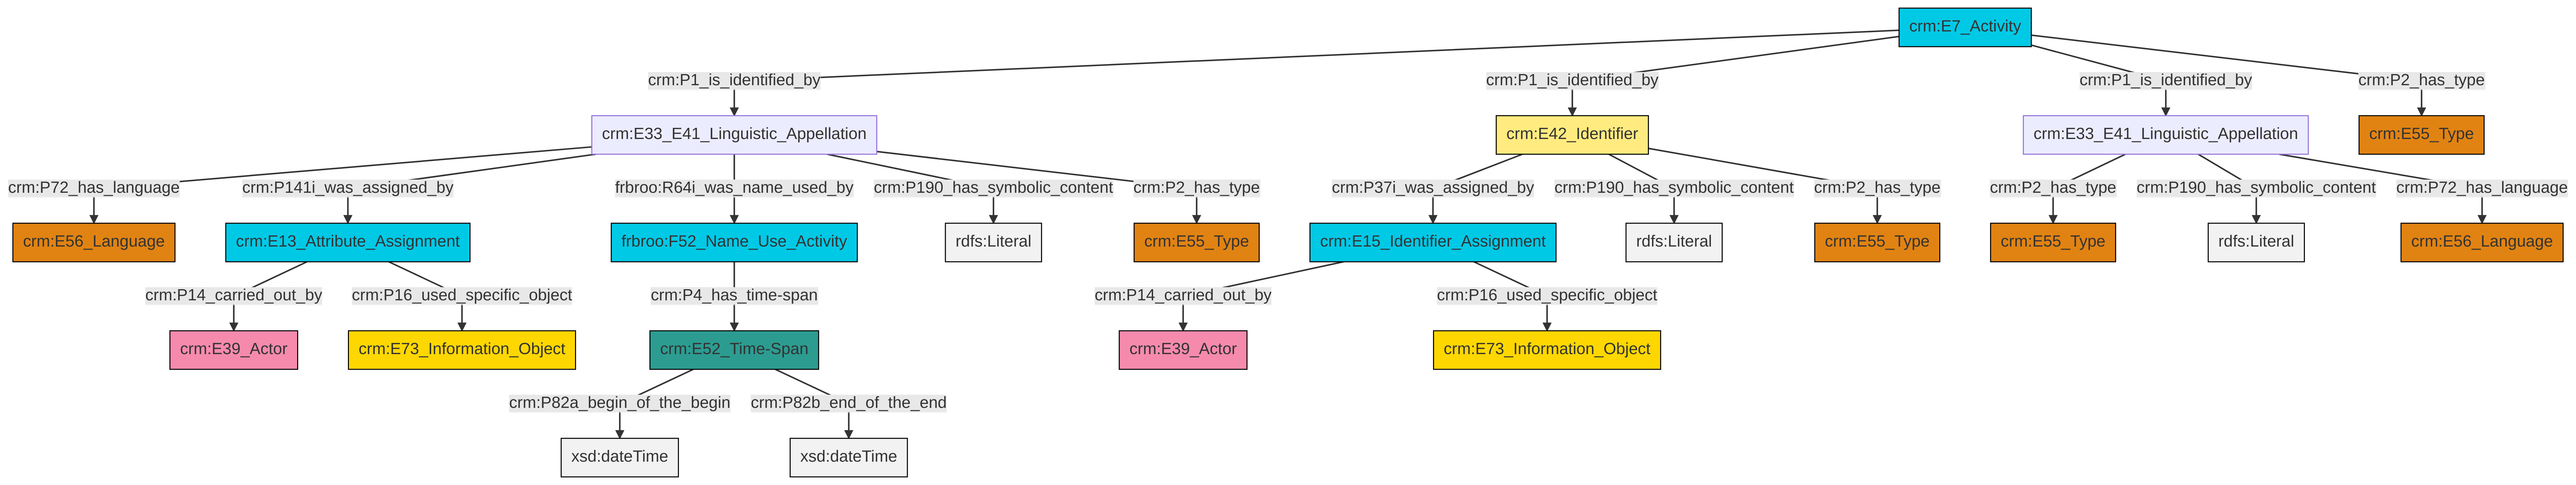 crm:E7_Activity
crm:P1_is_identified_by
crm:P1_is_identified_by
crm:P1_is_identified_by
crm:P2_has_type
crm:E33_E41_Linguistic_Appellation
crm:E42_Identifier
crm:E33_E41_Linguistic_Appellation
crm:E55_Type
crm:P72_has_language
crm:P141i_was_assigned_by
frbroo:R64i_was_name_used_by
crm:P190_has_symbolic_content
crm:P2_has_type
crm:P37i_was_assigned_by
crm:P190_has_symbolic_content
crm:P2_has_type
crm:P2_has_type
crm:P190_has_symbolic_content
crm:P72_has_language
crm:E56_Language
crm:E13_Attribute_Assignment
frbroo:F52_Name_Use_Activity
rdfs:Literal
crm:E55_Type
crm:E15_Identifier_Assignment
rdfs:Literal
crm:E55_Type
crm:E55_Type
rdfs:Literal
crm:E56_Language
crm:P14_carried_out_by
crm:P16_used_specific_object
crm:P4_has_time-span
crm:P14_carried_out_by
crm:P16_used_specific_object
crm:E39_Actor
crm:E73_Information_Object
crm:E52_Time-Span
crm:E39_Actor
crm:E73_Information_Object
crm:P82a_begin_of_the_begin
crm:P82b_end_of_the_end
xsd:dateTime
xsd:dateTime